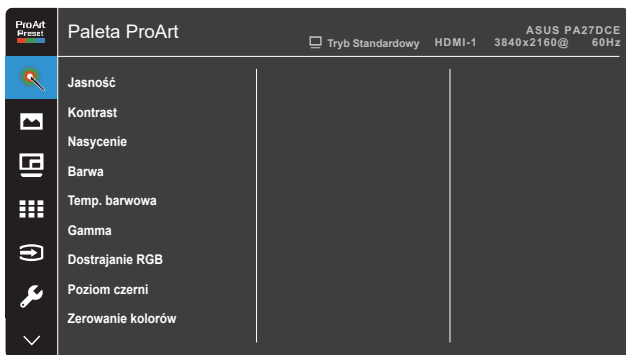 ProArt
Preset
Paleta ProArt
Tryb Standardowy HDMI-1 3840x2160@ 60Hz
ASUS PA27DCE
Jasność
Kontrast
Nasycenie
Barwa
Temp. barwowa
Gamma
Dostrajanie RGB
Poziom czerni
Zerowanie kolorów